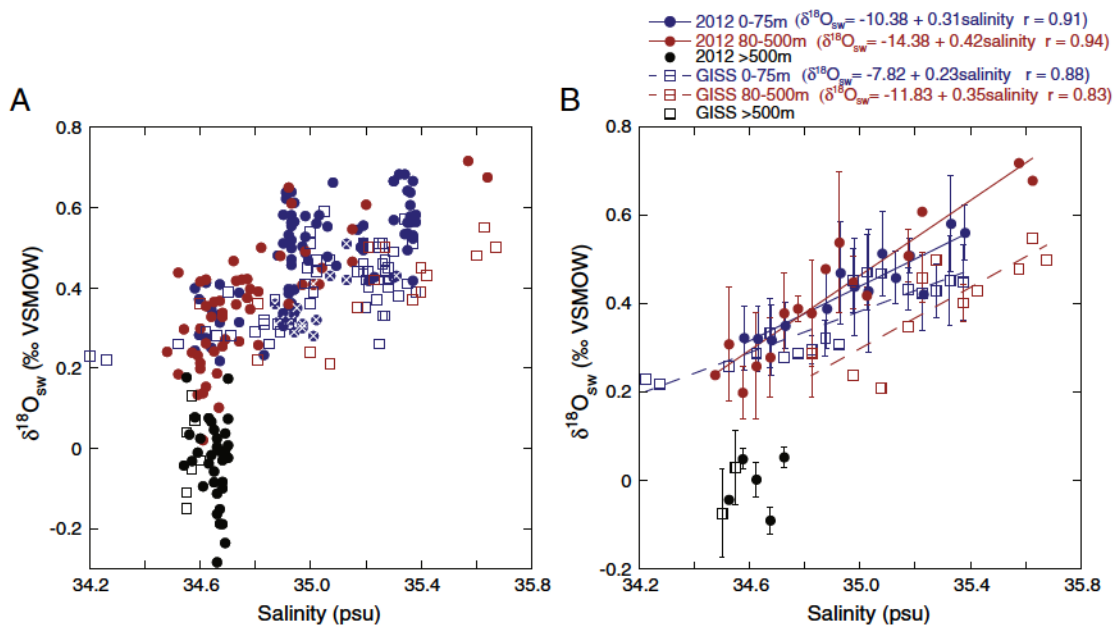 2012 0-75m (δ18Osw= -10.38 + 0.31salinity r = 0.91)
2012 80-500m (δ18Osw= -14.38 + 0.42salinity r = 0.94)
2012 >500m
GISS 0-75m (δ18Osw= -7.82 + 0.23salinity r = 0.88)
GISS 80-500m (δ18Osw= -11.83 + 0.35salinity r = 0.83)
GISS >500m
A
B
0.8
0.6
0.4
0.2
0
-0.2
δ18Osw (‰ VSMOW)
34.2 34.6 35.0 35.4 35.8
Salinity (psu)
0.8
0.6
0.4
0.2
0
-0.2
δ18Osw (‰ VSMOW)
34.2 34.6 35.0 35.4 35.8
Salinity (psu)